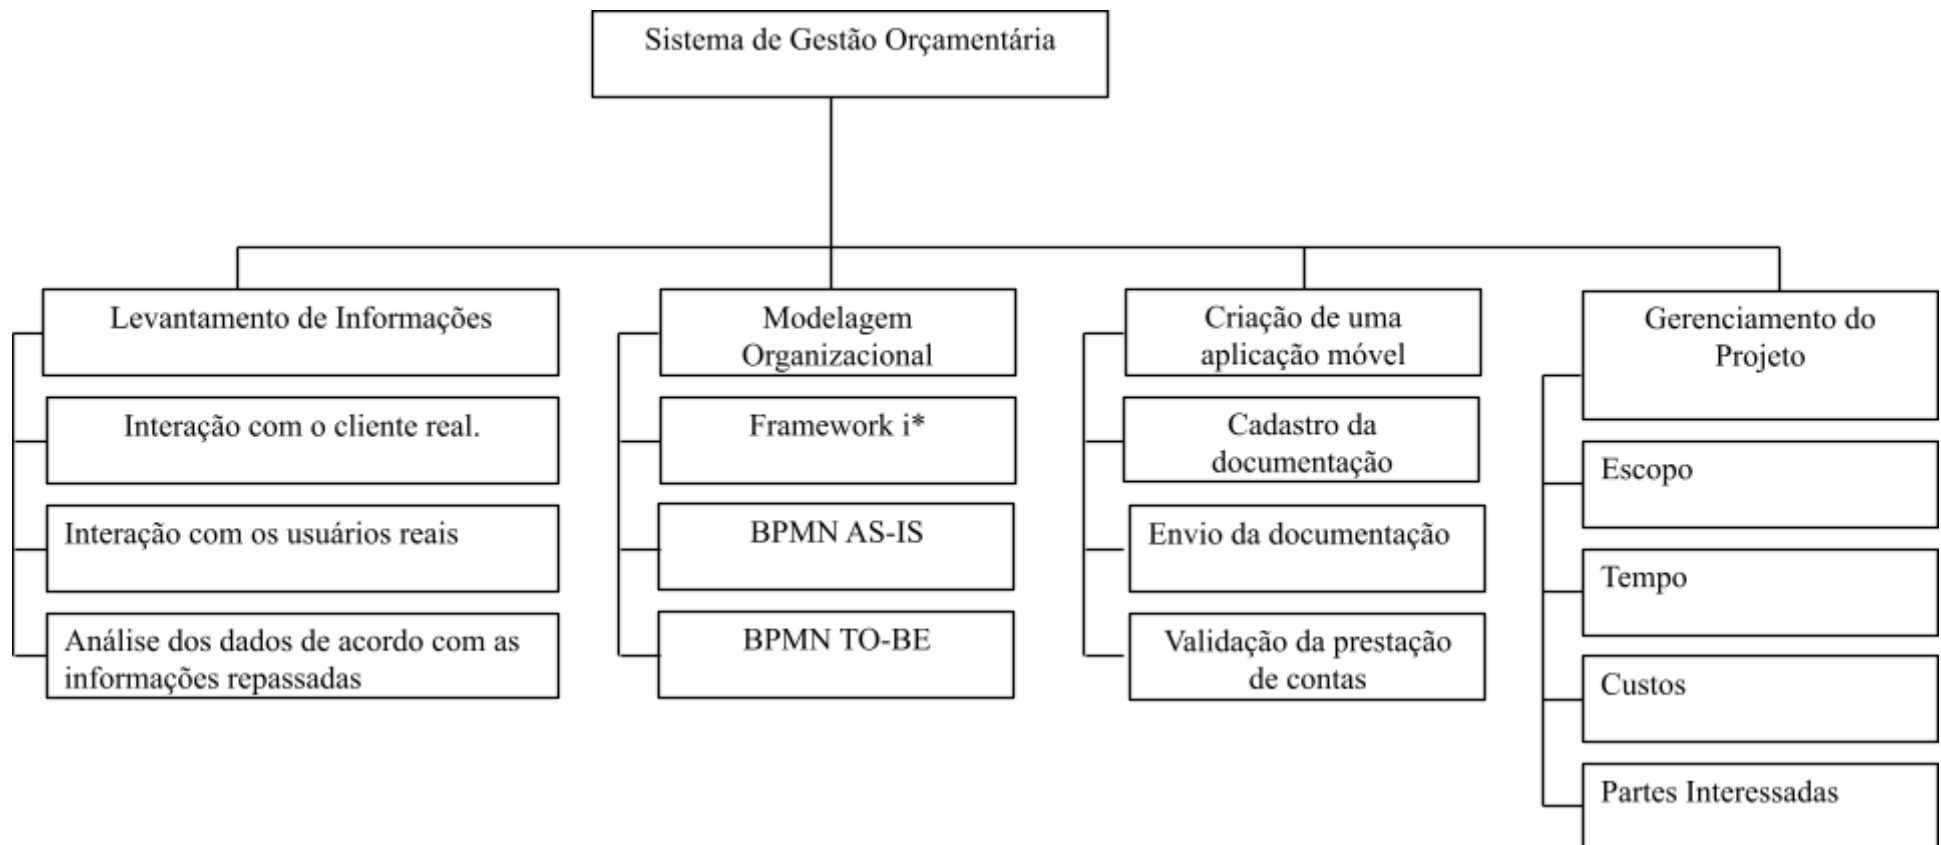 Sistema de Gestão Orçamentária
Levantamento de Informações
Interação com o cliente real.
Interação com os usuários reais
Análise dos dados de acordo com as
informações repassadas
Modelagem
Organizacional
Framework i*
BPMN AS-IS
BPMN TO-BE
Criação de uma
aplicação móvel
Cadastro da
documentação
Envio da documentação
Validação da prestação
de contas
Gerenciamento do
Projeto
Escopo
Tempo
Custos
Partes Interessadas